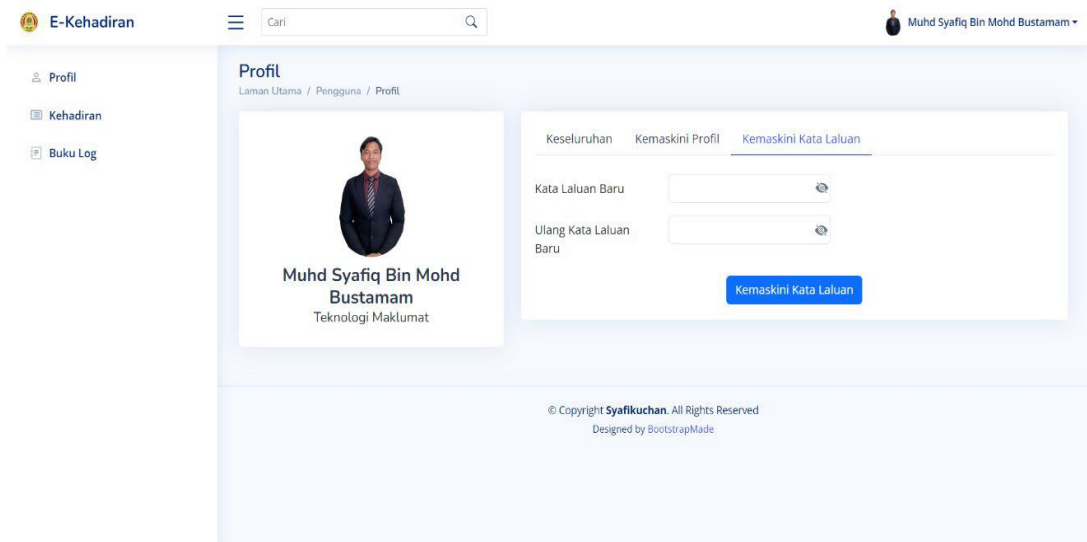 E-Kehadiran
Cari
Muhd Syafiq Bin Mohd Bustamam
Profil
Kehadiran
Buku Log
Profil
Laman Utama / Pengguna / Profil
Muhd Syafiq Bin Mohd
Bustamam
Teknologi Maklumat
Keseluruhan Kemaskini Profil Kemaskini Kata Laluan
Kata Laluan Baru
Ulang Kata Laluan
Baru
Kemaskini Kata Laluan
© Copyright Syafikuchan. All Rights Reserved
Designed by BootstrapMade